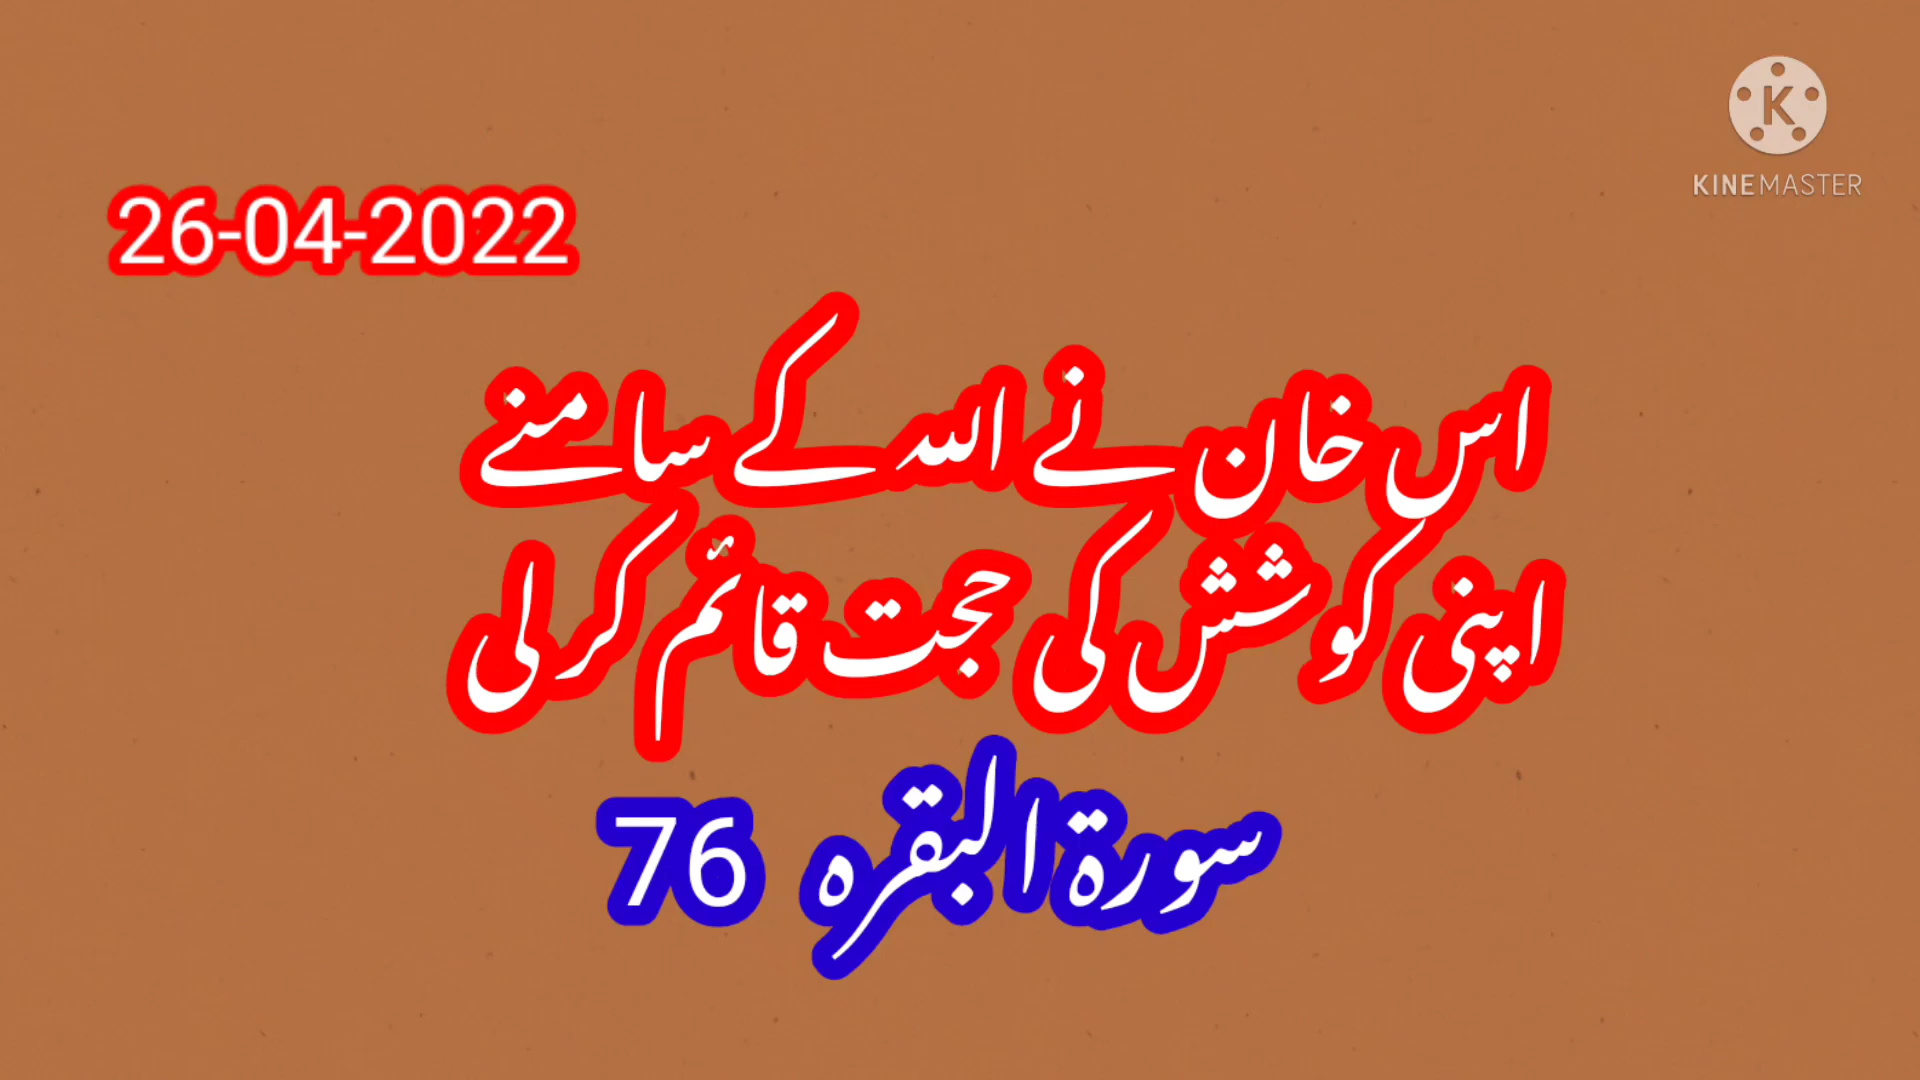 KINEMASTER
26-04-2022
اس خان نے اللہ کے سامنے
اپنی کوشش کی حجت قائم کرلی
سورۃ البقرہ 76